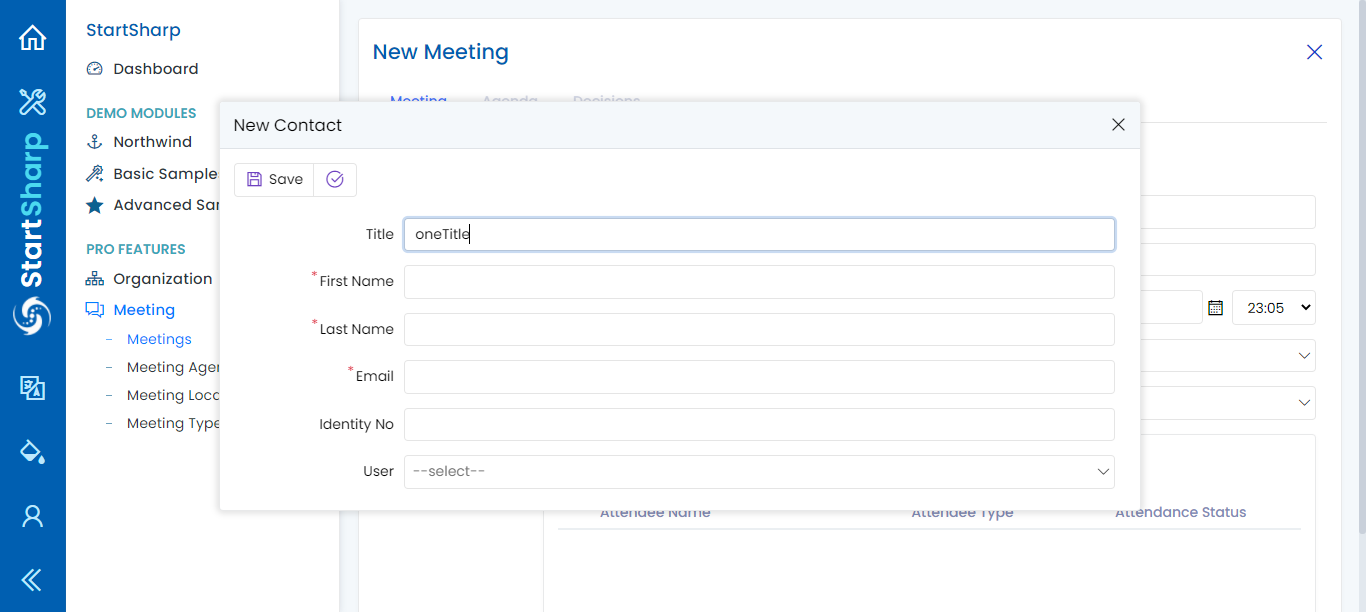 StartSharp
StartSharp
Dashboard
DEMO MODULES
Northwind
Basic Sample
Advanced Sa
PRO FEATURES
Organization
Meeting
Meetings
Meeting Age
Meeting Loc
Meeting Type
New Meeting
Meeting Agenda Decisions
New Contact
Save
Title oneTitle
* First Name
* Last Name
* Email
Identity No
User --select--
23:05
Attendee Name Attendee Type Attendance Status